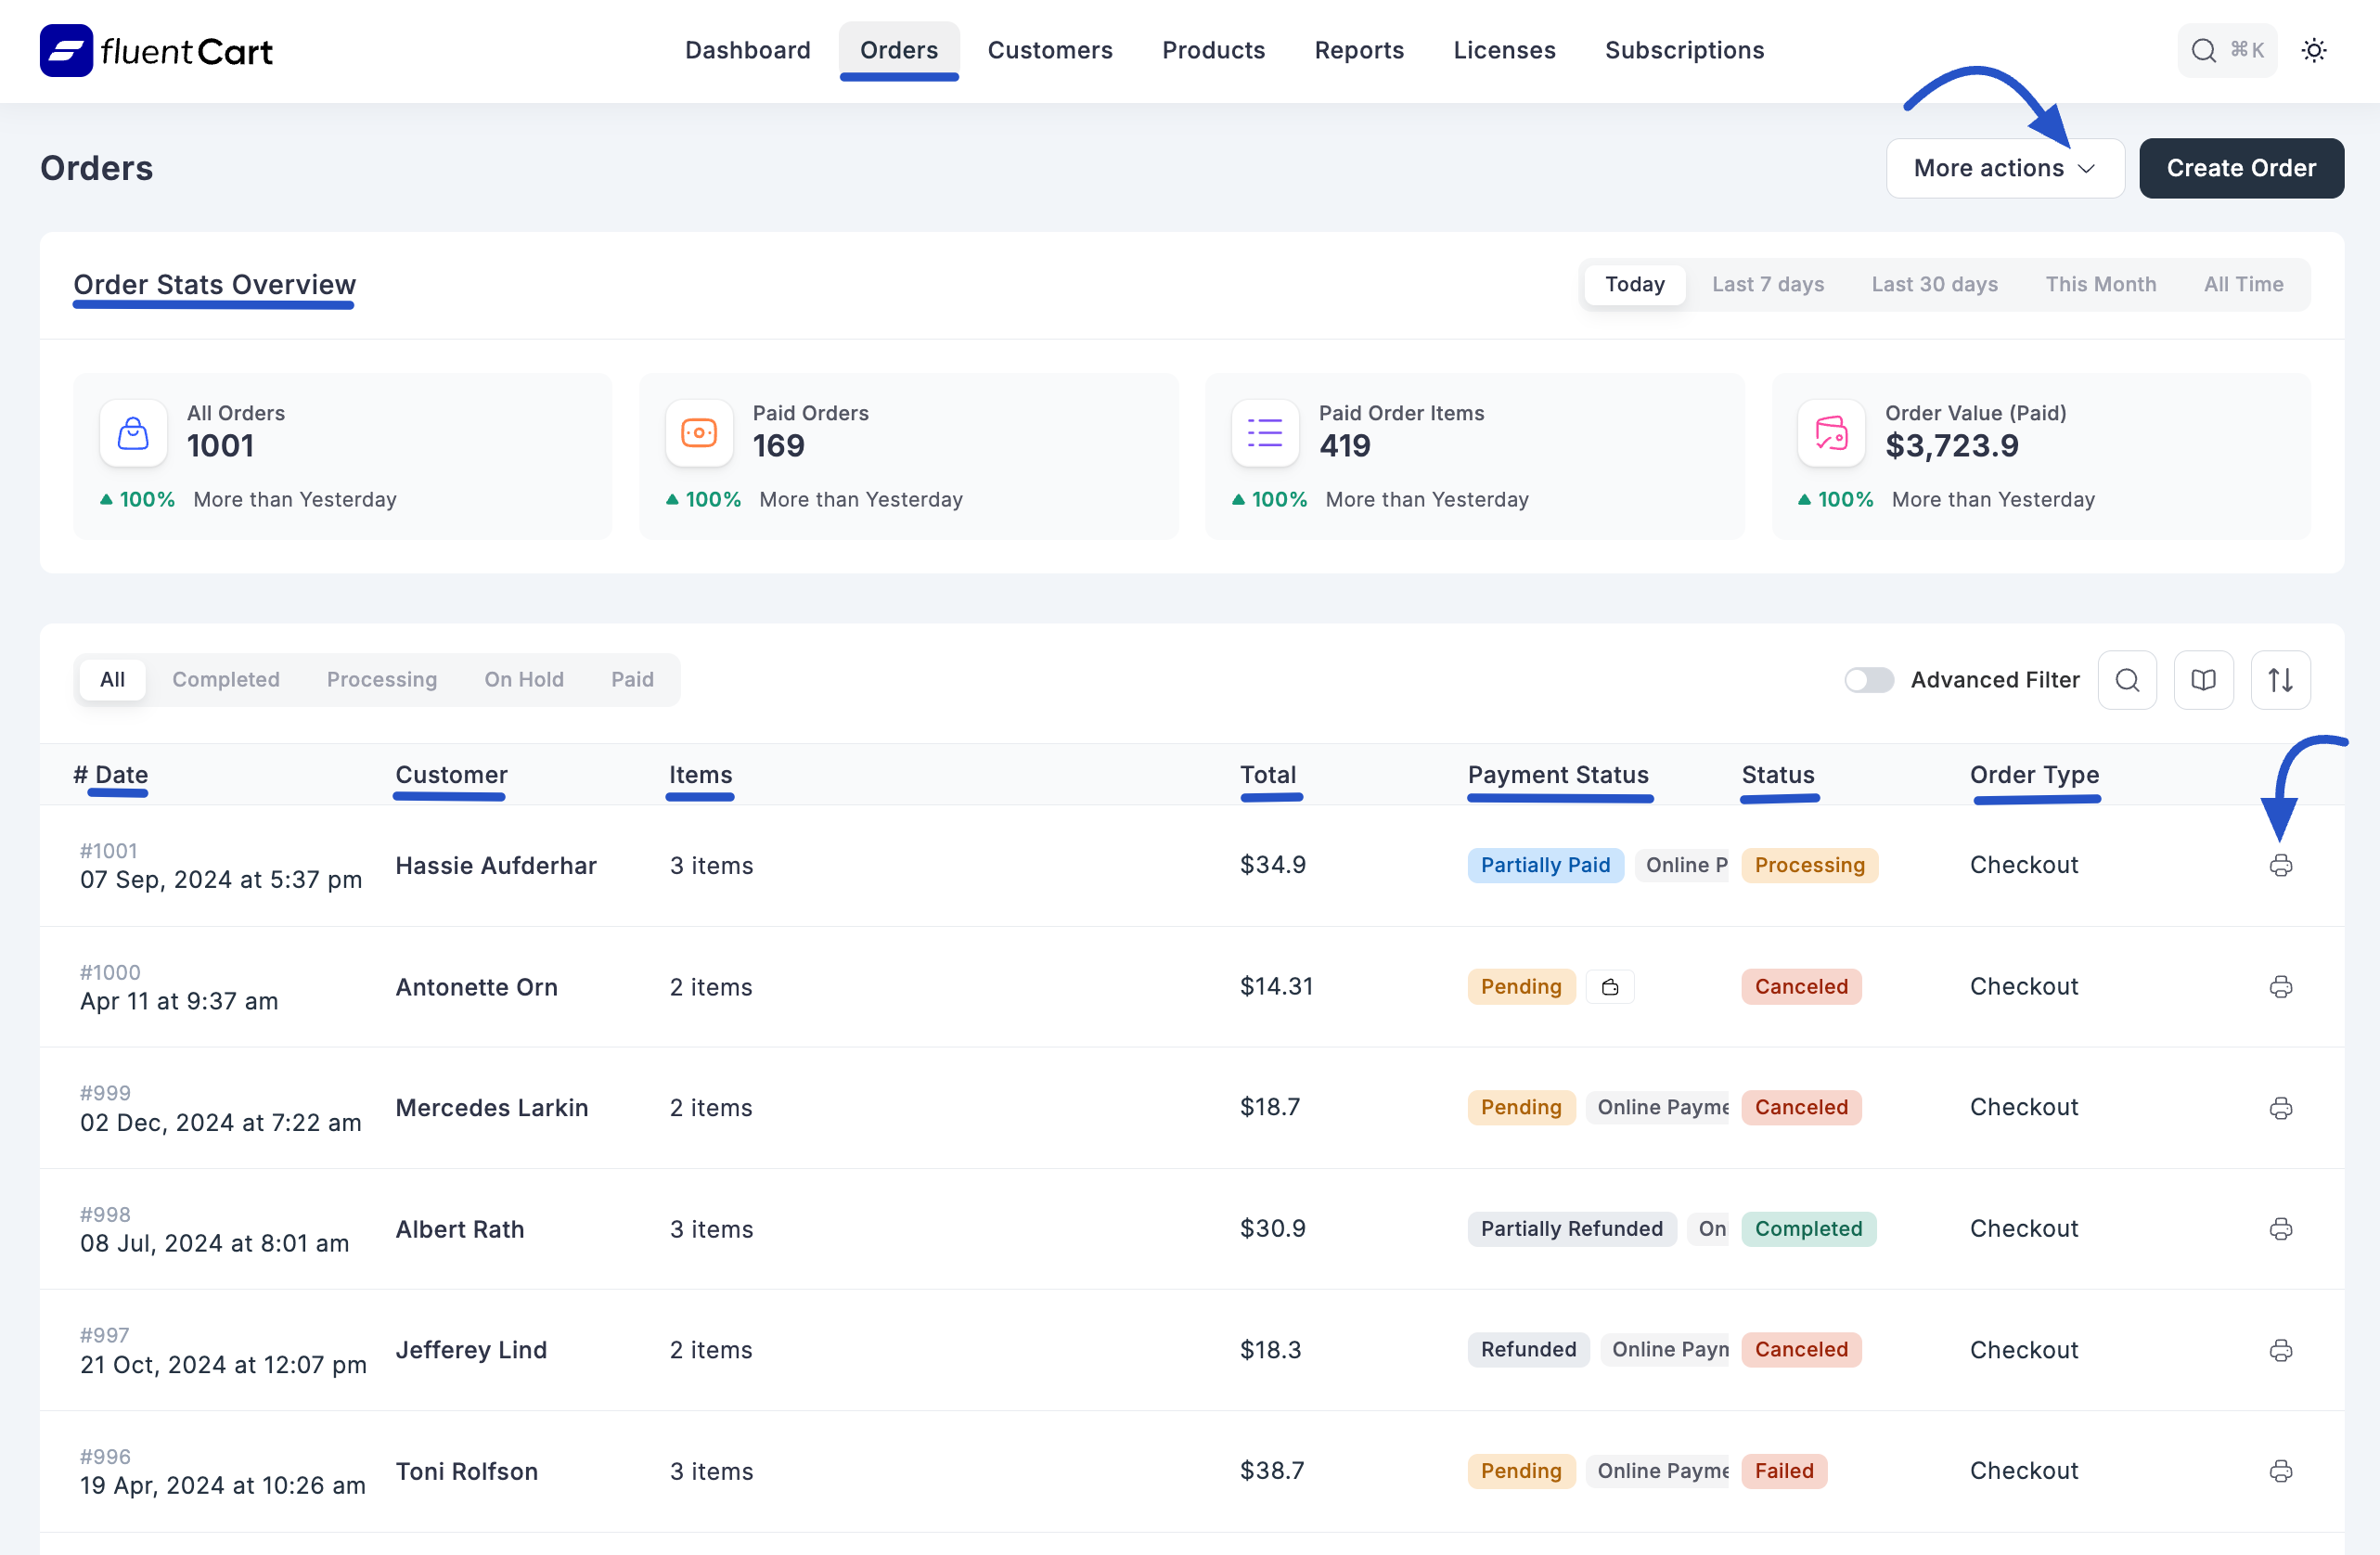 fluentCart
Dashboard Orders Customers Products Reports Licenses Subscriptions
⌘K
Orders
More actions
Create Order
Order Stats Overview
Today Last 7 days Last 30 days This Month All Time
All Orders
1001
100% More than Yesterday
Paid Orders
169
100% More than Yesterday
Paid Order Items
419
100% More than Yesterday
Order Value (Paid)
$3,723.9
100% More than Yesterday
All Completed Processing On Hold Paid
Advanced Filter
# Date Customer Items Total Payment Status Status Order Type
#1001
07 Sep, 2024 at 5:37 pm Hassie Aufderhar 3 items $34.9 Partially Paid Online P Processing Checkout
#1000
Apr 11 at 9:37 am Antonette Orn 2 items $14.31 Pending Canceled Checkout
#999
02 Dec, 2024 at 7:22 am Mercedes Larkin 2 items $18.7 Pending Online Payme Canceled Checkout
#998
08 Jul, 2024 at 8:01 am Albert Rath 3 items $30.9 Partially Refunded On Completed Checkout
#997
21 Oct, 2024 at 12:07 pm Jefferey Lind 2 items $18.3 Refunded Online Paym Canceled Checkout
#996
19 Apr, 2024 at 10:26 am Toni Rolfson 3 items $38.7 Pending Online Payme Failed Checkout